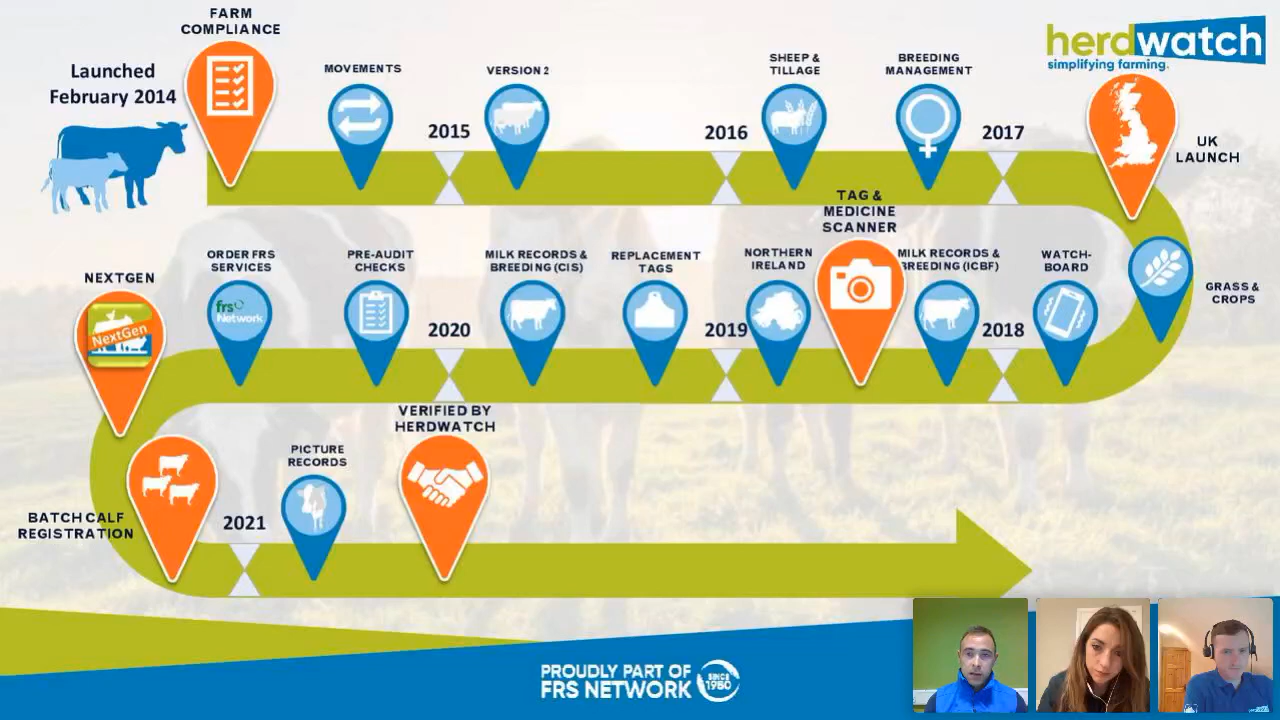 FARM
COMPLIANCE
herdwatch
simplifying farming.
Launched
February 2014
MOVEMENTS
2015
VERSION 2
2016
SHEEP &
TILLAGE
BREEDING
MANAGEMENT
2017
UK
LAUNCH
GRASS &
CROPS
WATCH-
BOARD
2018
MILK RECORDS &
BREEDING (ICBF)
TAG &
MEDICINE
SCANNER
NORTHERN
IRELAND
2019
REPLACEMENT
TAGS
MILK RECORDS &
BREEDING (CIS)
2020
PRE-AUDIT
CHECKS
ORDER FRS
SERVICES
frs
Network
NEXTGEN
NextGen
BATCH CALF
REGISTRATION
2021
PICTURE
RECORDS
VERIFIED BY
HERDWATCH
PROUDLY PART OF
FRS NETWORK
SINCE
1980